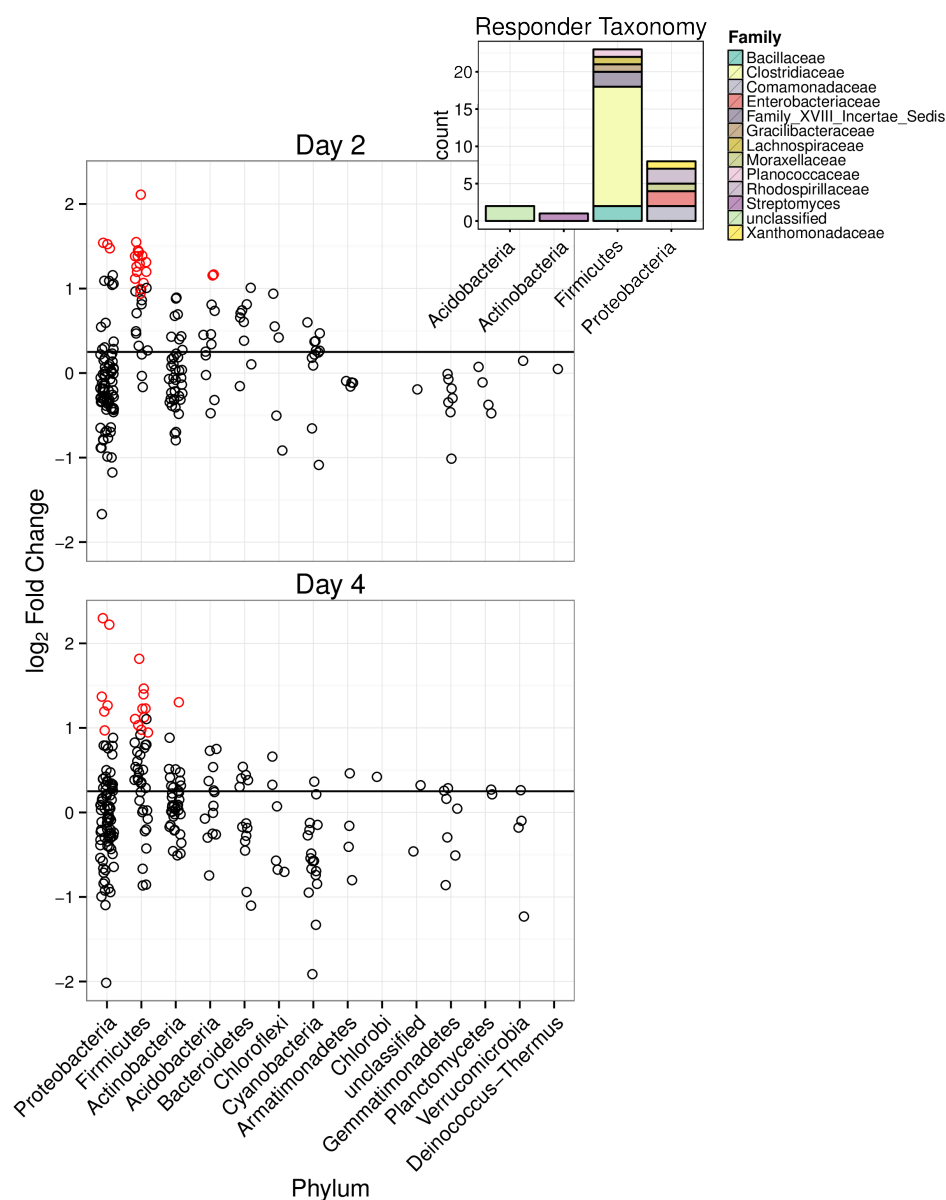 Responder Taxonomy
count
20
15
10
5
0
Acidobacteria
Actinobacteria
Firmicutes
Proteobacteria
Family
Bacillaceae
Clostridiaceae
Comamonadaceae
Enterobacteriaceae
Family_XVIII_Incertae_Sedis
Gracilibacteraceae
Lachnospiraceae
Moraxellaceae
Planococcaceae
Rhodospirillaceae
Streptomyces
unclassified
Xanthomonadaceae
Day 2
2
1
0
−1
−2
log2 Fold Change
Day 4
2
1
0
−1
−2
Proteobacteria
Firmicutes
Actinobacteria
Acidobacteria
Bacteroidetes
Chloroflexi
Cyanobacteria
Armatimonadetes
Chlorobi
unclassified
Gemmatimonadetes
Planctomycetes
Verrucomicrobia
Deinococcus−Thermus
Phylum